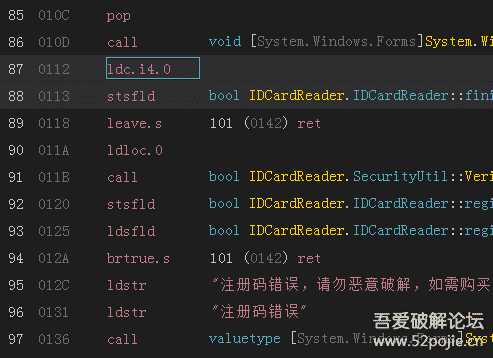 85 010C pop
86 010D call void [System.Windows.Forms]System.Wi
87 0112 ldc.i4.0
88 0113 stsfld bool IDCardReader.IDCardReader::fini
89 0118 leave.s 101 (0142) ret
90 011A ldloc.0
91 011B call bool IDCardReader.SecurityUtil::Veri
92 0120 stsfld bool IDCardReader.IDCardReader::regi
93 0125 ldsfld bool IDCardReader.IDCardReader::regi
94 012A brtrue.s 101 (0142) ret
95 012C ldstr "注册码错误，请勿恶意破解，如需购买
96 0131 ldstr "注册码错误"
97 0136 call valuetype [System.Windows.Forms]Syst
吾爱破解论坛
www.52pojie.cn